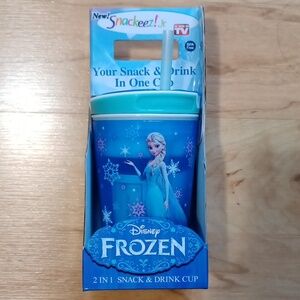 New!
Snackeez! Jr
As Seen On
TV
Your Snack & Drink
In One Cup
Disney
FROZEN
2 IN 1 SNACK & DRINK CUP